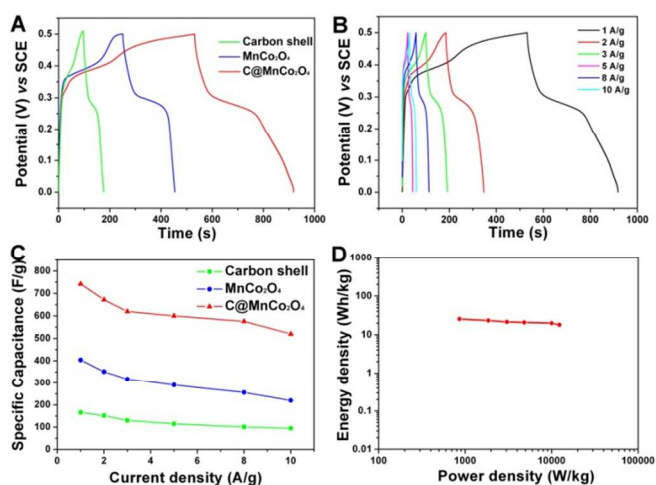 A
Potential (V) vs SCE
0.5
0.4
0.3
0.2
0.1
0.0
Carbon shell
MnCo₂O₄
C@MnCo₂O₄
0 200 400 600 800 1000
Time (s)
B
Potential (V) vs SCE
0.5
0.4
0.3
0.2
0.1
0.0
1 A/g
2 A/g
3 A/g
5 A/g
8 A/g
10 A/g
0 200 400 600 800 1000
Time (s)
C
Specific Capacitance (F/g)
800
700
600
500
400
300
200
100
0
Carbon shell
MnCo₂O₄
C@MnCo₂O₄
0 2 4 6 8 10
Current density (A/g)
D
Energy density (Wh/kg)
1000
100
10
1
0.1
0.01
100 1000 10000 100000
Power density (W/kg)